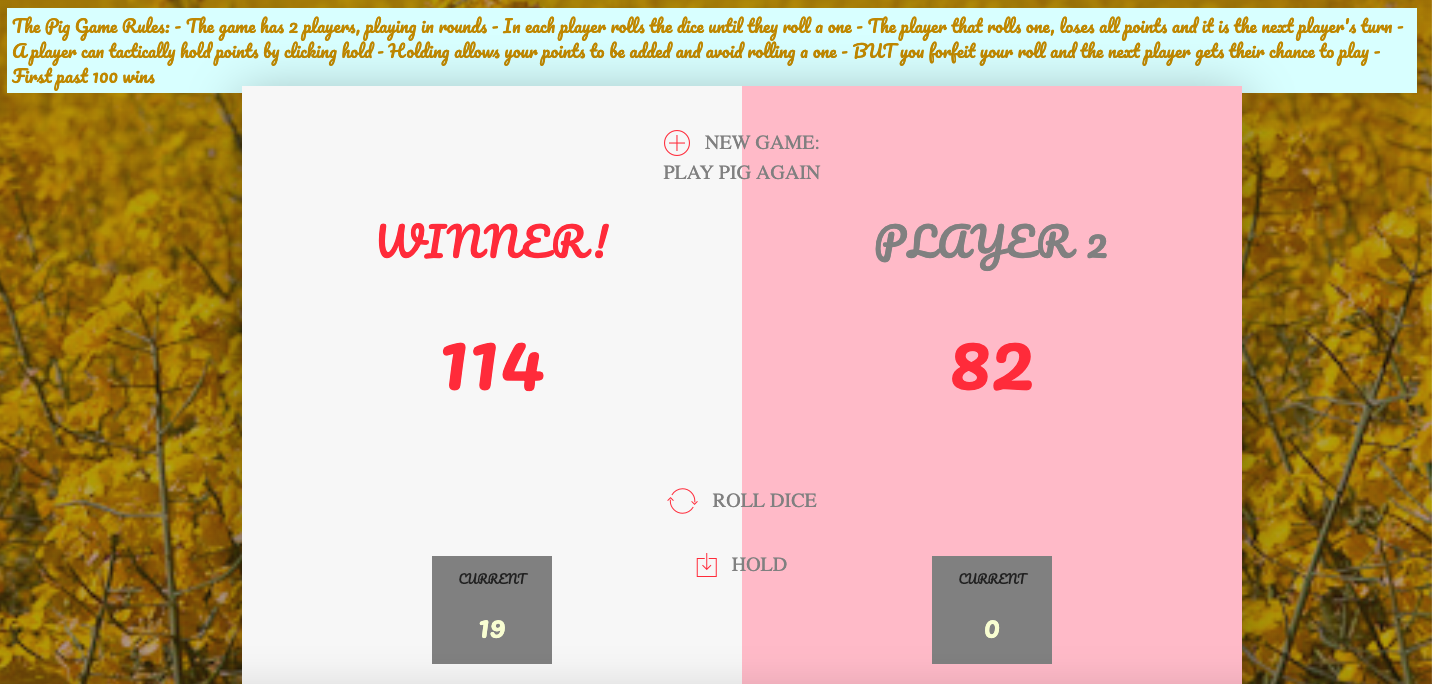 The Pig Game Rules: - The game has 2 players, playing in rounds - In each player rolls the dice until they roll a one - The player that rolls one, loses all points and it is the next player's turn -
A player can tactically hold points by clicking hold - Holding allows your points to be added and avoid rolling a one - BUT you forfeit your roll and the next player gets their chance to play -
First past 100 wins
NEW GAME:
PLAY PIG AGAIN
WINNER!
PLAYER 2
114
82
ROLL DICE
HOLD
CURRENT
19
CURRENT
0